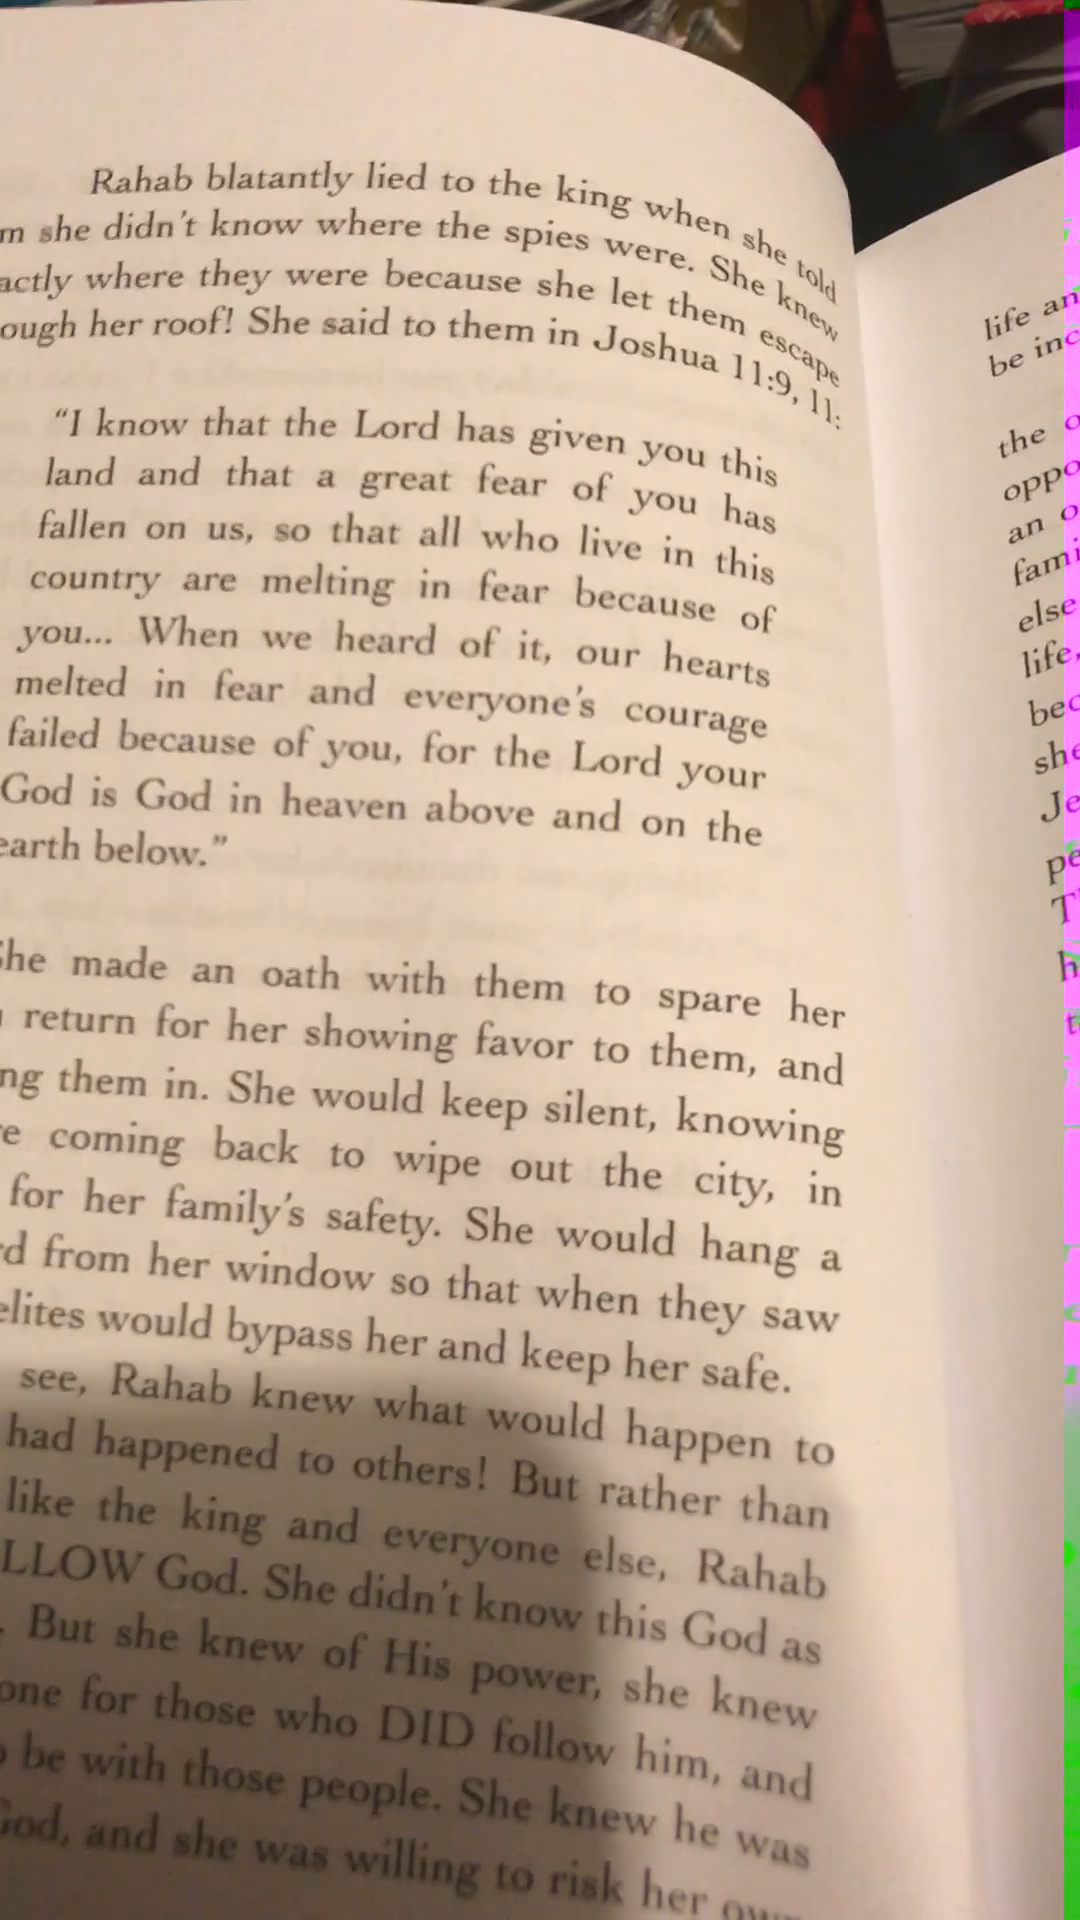 Rahab blatantly lied to the king when she told
m she didn't know where the spies were. She knew
actly where they were because she let them escape
ough her roof! She said to them in Joshua 11:9, 11:
"I know that the Lord has given you this
land and that a great fear of you has
fallen on us, so that all who live in this
country are melting in fear because of
you... When we heard of it, our hearts
melted in fear and everyone's courage
failed because of you, for the Lord your
God is God in heaven above and on the
earth below."
She made an oath with them to spare her
return for her showing favor to them, and
ng them in. She would keep silent, knowing
e coming back to wipe out the city, in
for her family's safety. She would hang a
d from her window so that when they saw
elites would bypass her and keep her safe.
see, Rahab knew what would happen to
had happened to others! But rather than
like the king and everyone else, Rahab
LLOW God. She didn't know this God as
. But she knew of His power, she knew
one for those who DID follow him, and
be with those people. She knew he was
God, and she was willing to risk her own
life an
be inc
the o
oppo
an o
fami
else
life,
bec
she
Je
pe
T
h
t